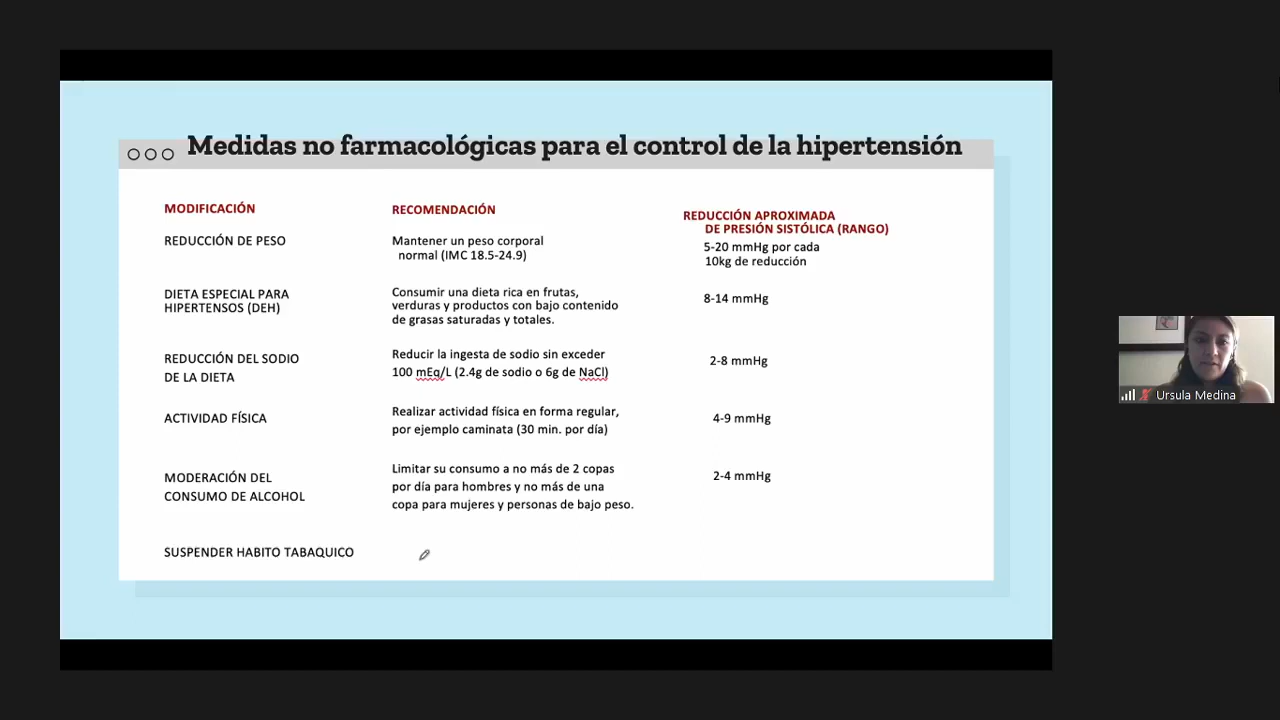 Medidas no farmacológicas para el control de la hipertensión
MODIFICACIÓN
RECOMENDACIÓN
REDUCCIÓN APROXIMADA
DE PRESIÓN SISTÓLICA (RANGO)
REDUCCIÓN DE PESO
Mantener un peso corporal
normal (IMC 18.5-24.9)
5-20 mmHg por cada
10kg de reducción
DIETA ESPECIAL PARA
HIPERTENSOS (DEH)
Consumir una dieta rica en frutas,
verduras y productos con bajo contenido
de grasas saturadas y totales.
8-14 mmHg
REDUCCIÓN DEL SODIO
DE LA DIETA
Reducir la ingesta de sodio sin exceder
100 mEq/L (2.4g de sodio o 6g de NaCl)
2-8 mmHg
ACTIVIDAD FÍSICA
Realizar actividad física en forma regular,
por ejemplo caminata (30 min. por día)
4-9 mmHg
MODERACIÓN DEL
CONSUMO DE ALCOHOL
Limitar su consumo a no más de 2 copas
por día para hombres y no más de una
copa para mujeres y personas de bajo peso.
2-4 mmHg
SUSPENDER HABITO TABAQUICO
Ursula Medina